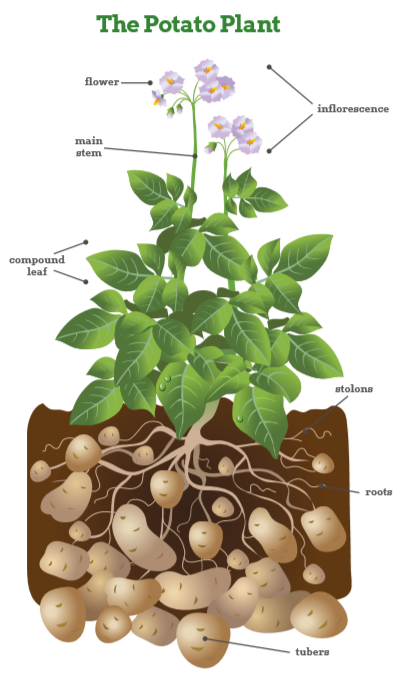 The Potato Plant
flower
inflorescence
main
stem
compound
leaf
stolons
roots
tubers